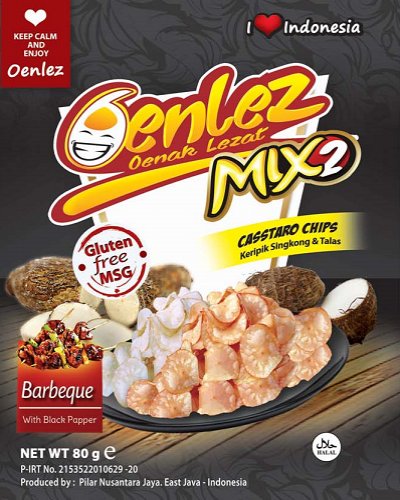 KEEP CALM
AND
ENJOY
Oenlez
I ❤ Indonesia
Oenlez
Oenak Lezat
MIX2
CASSTARO CHIPS
Keripik Singkong & Talas
Gluten
free
MSG
Barbeque
With Black Papper
حلال
HALAL
NET WT 80 g e
P-IRT No. 2153522010629 -20
Produced by : Pilar Nusantara Jaya. East Java - Indonesia